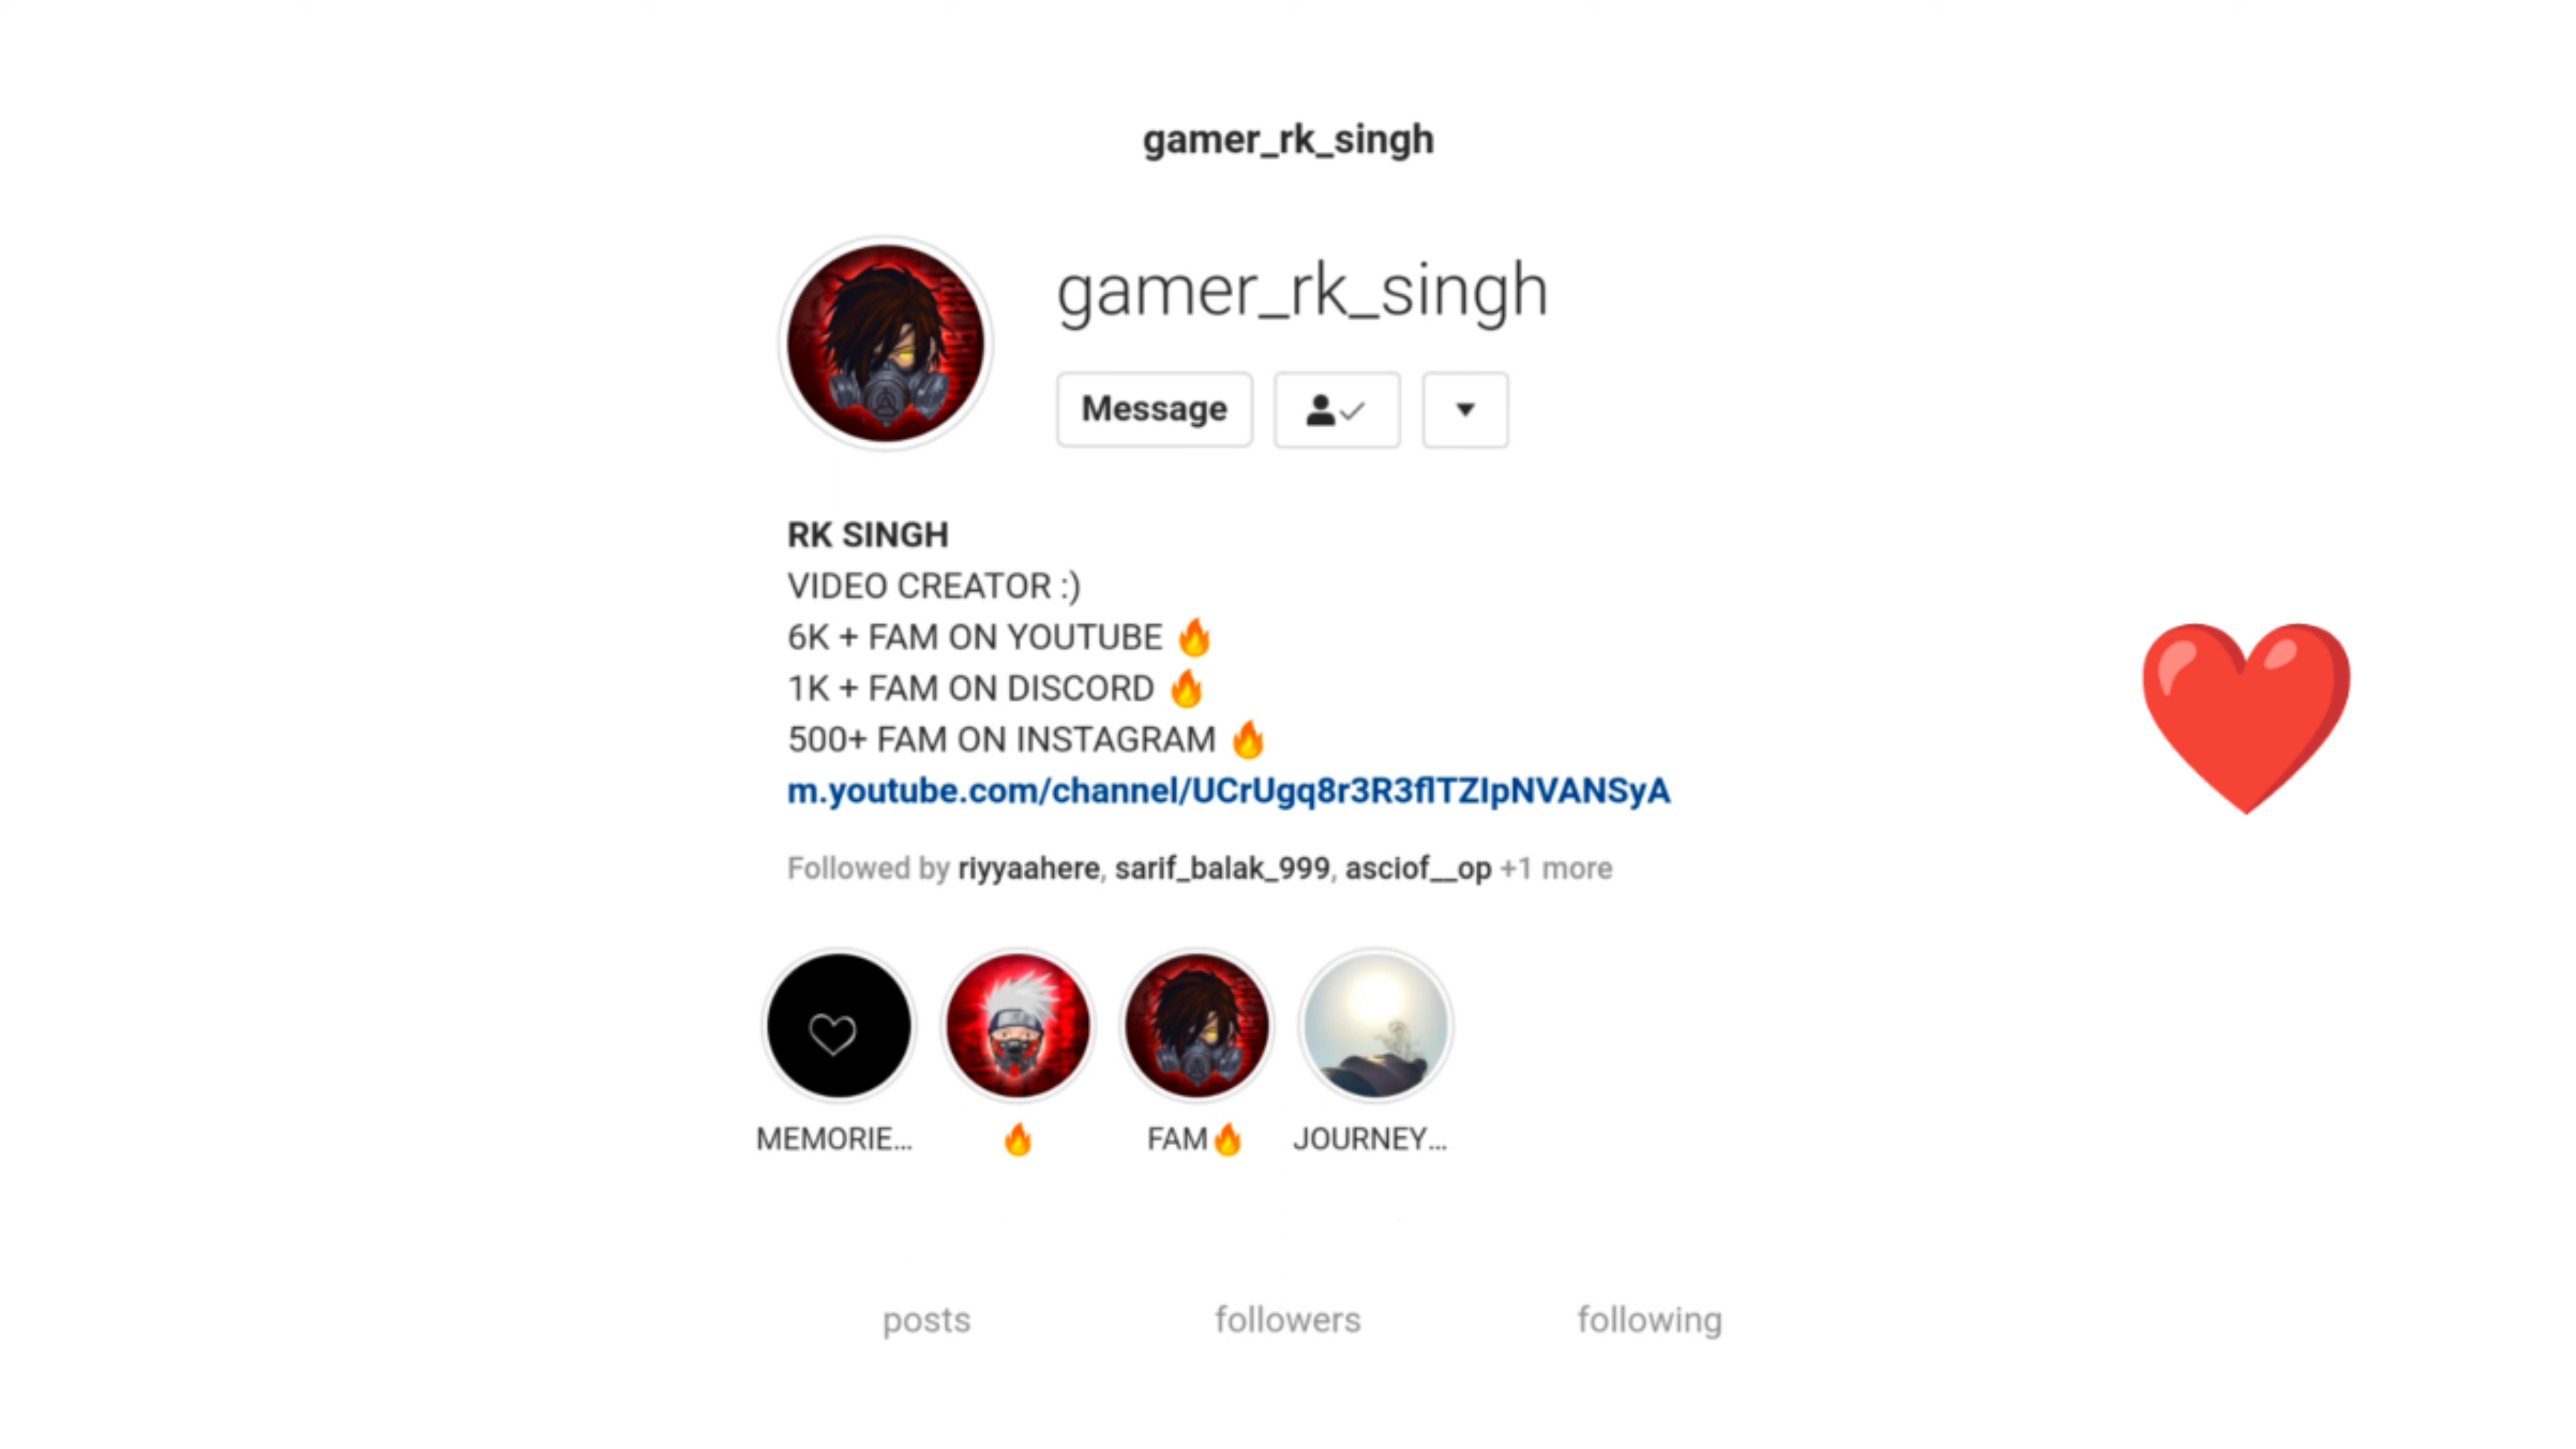 gamer_rk_singh
gamer_rk_singh
Message
RK SINGH
VIDEO CREATOR :)
6K + FAM ON YOUTUBE 🔥
1K + FAM ON DISCORD 🔥
500+ FAM ON INSTAGRAM 🔥
m.youtube.com/channel/UCrUgq8r3R3flTZIpNVANSyA
Followed by riyyaahere, sarif_balak_999, asciof__op +1 more
MEMORIE... 🔥 FAM🔥 JOURNEY...
posts followers following